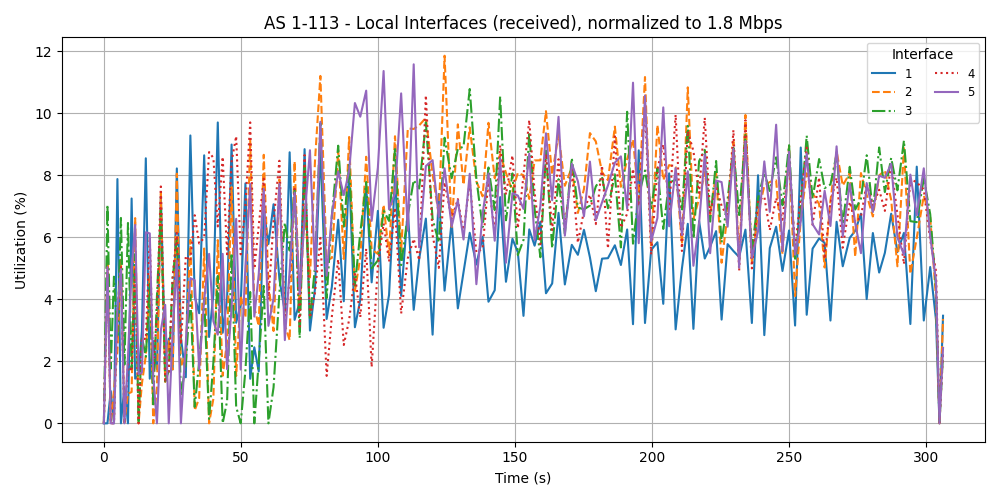 AS 1-113 - Local Interfaces (received), normalized to 1.8 Mbps
Utilization (%)
12
10
8
6
4
2
0
0 50 100 150 200 250 300
Time (s)
Interface
1 4
2 5
3